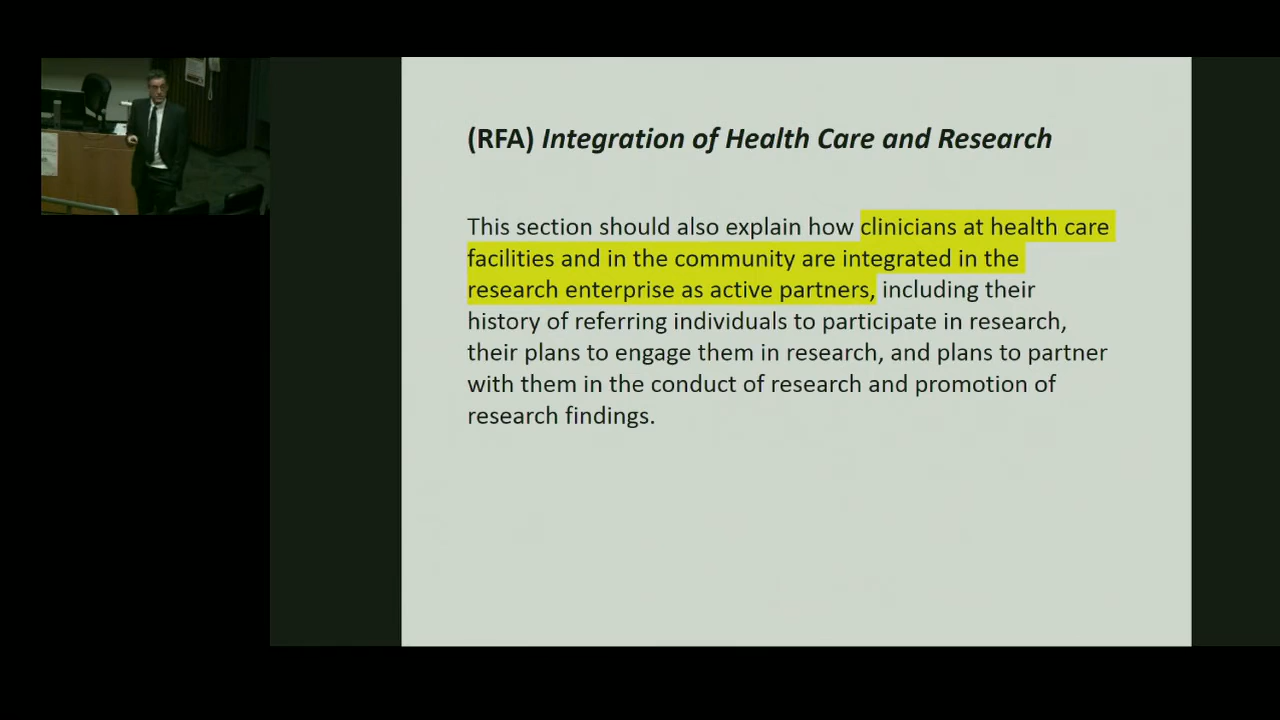 (RFA) Integration of Health Care and Research
This section should also explain how clinicians at health care
facilities and in the community are integrated in the
research enterprise as active partners, including their
history of referring individuals to participate in research,
their plans to engage them in research, and plans to partner
with them in the conduct of research and promotion of
research findings.